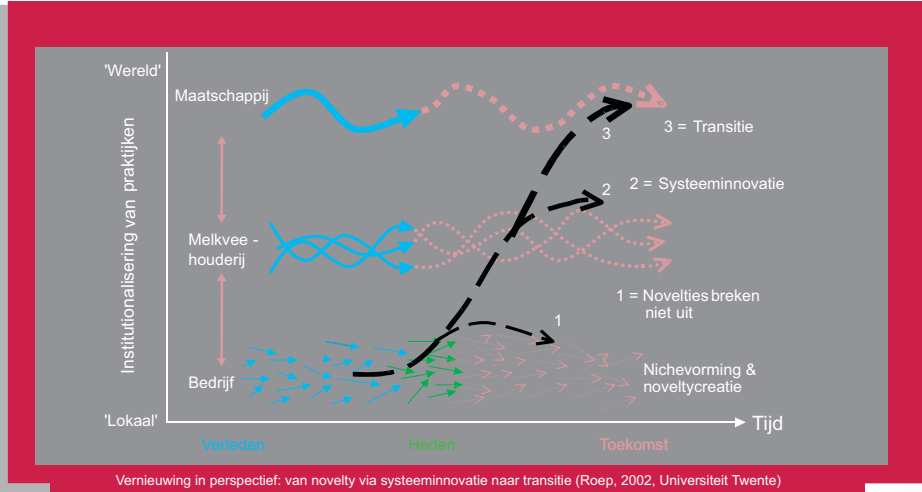 'Wereld'
Maatschappij
3
3 = Transitie
2
2 = Systeeminnovatie
Institutionalisering van praktijken
Melkvee -
houderij
1 = Novelties breken
niet uit
1
Bedrijf
Nichevorming &
noveltycreatie
'Lokaal'
Tijd
Verleden
Heden
Toekomst
Vernieuwing in perspectief: van novelty via systeeminnovatie naar transitie (Roep, 2002, Universiteit Twente)